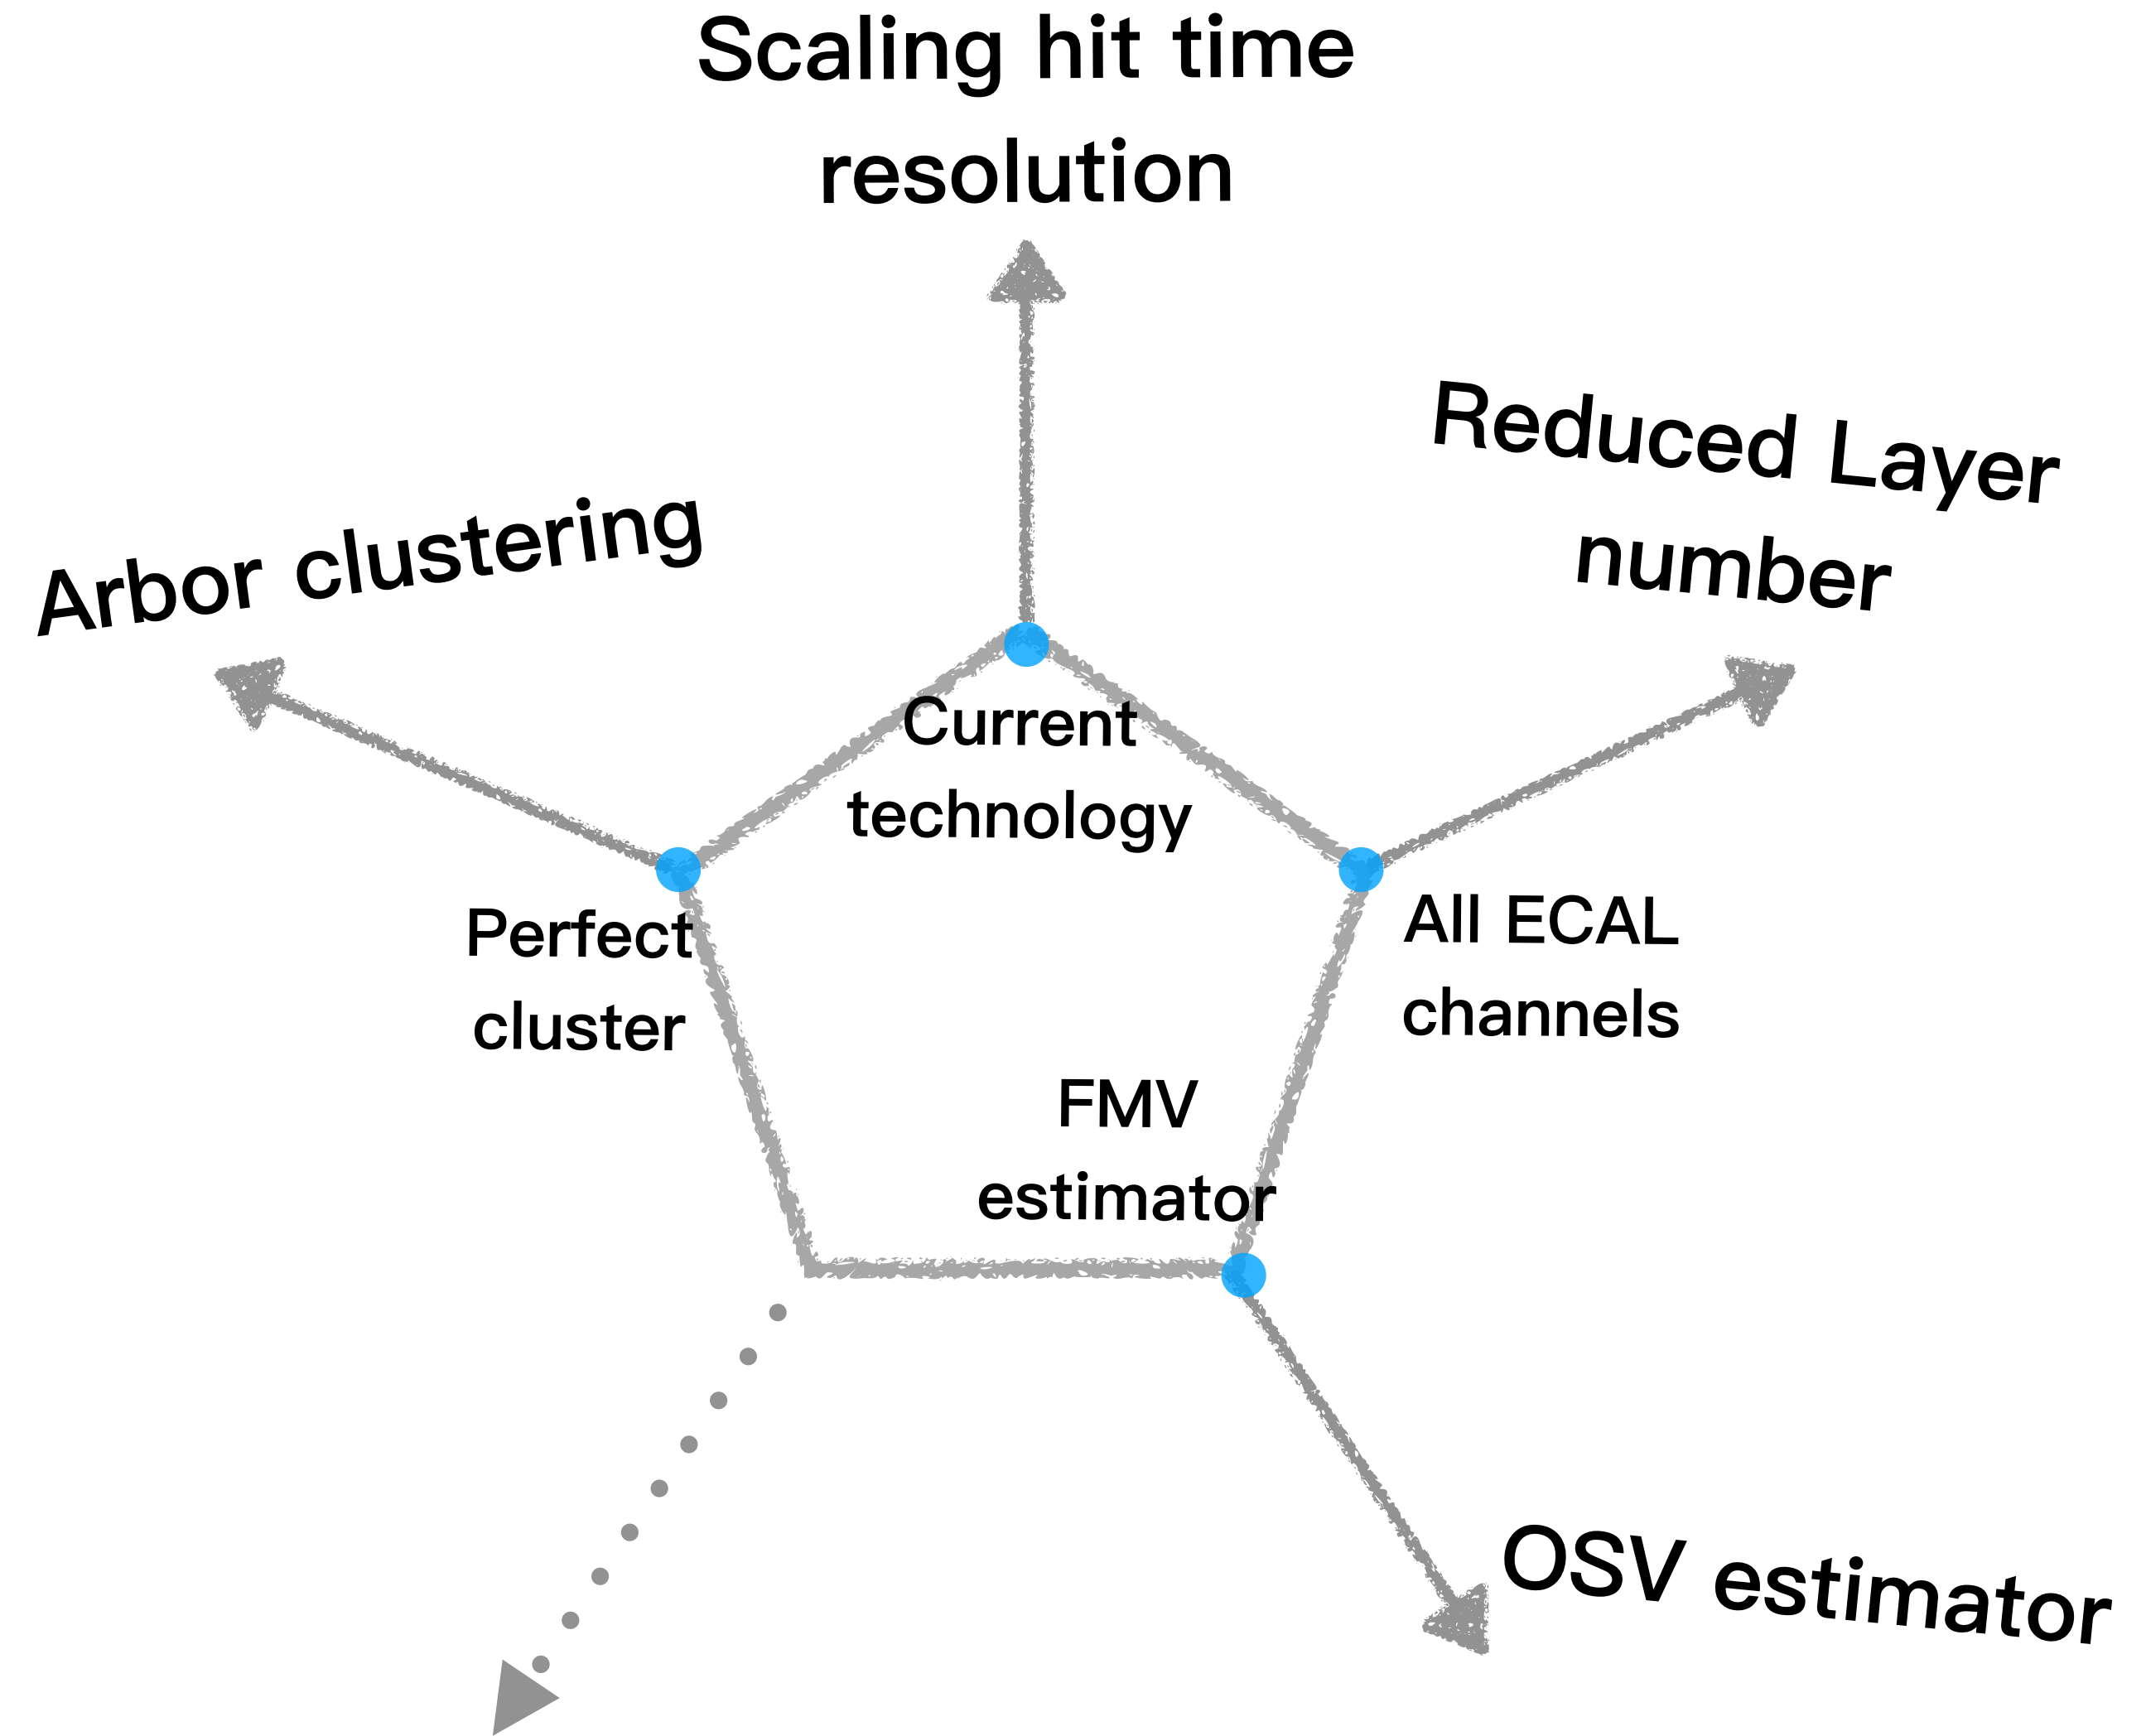 Scaling hit time
resolution
Reduced Layer
number
Arbor clustering
Current
technology
Perfect
cluster
All ECAL
channels
FMV
estimator
OSV estimator